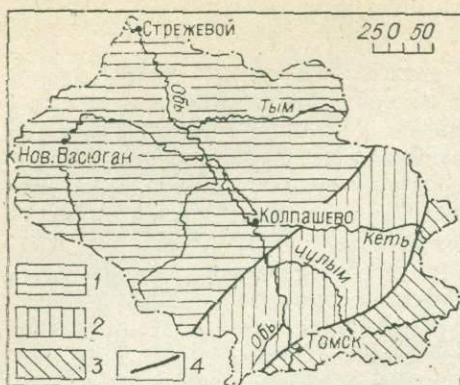 Стрежевой
25 0 50
Обь
тым
Нов. Васюган
Колпашево
Кеть
Чулым
1
2
Обь
Томск
3
4